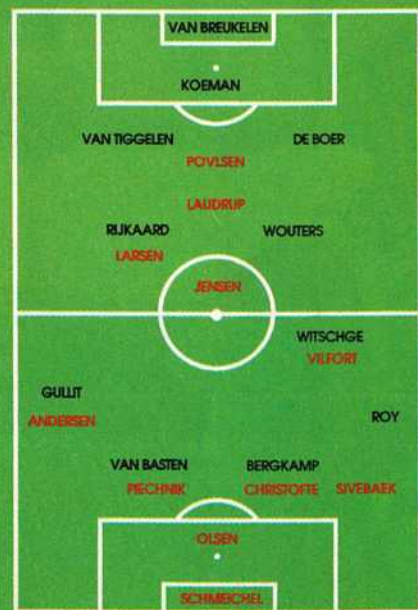 VAN BREUKELEN
KOEMAN
VAN TIGGELEN DE BOER
POVLSEN
LAUDRUP
RIJKAARD WOUTERS
LARSEN
JENSEN
WITSCHGE
VILFORT
GULLIT
ANDERSEN
ROY
VAN BASTEN BERGKAMP
PIECHNIK CHRISTOFTE SIVEBAEK
OLSEN
SCHMEICHEL